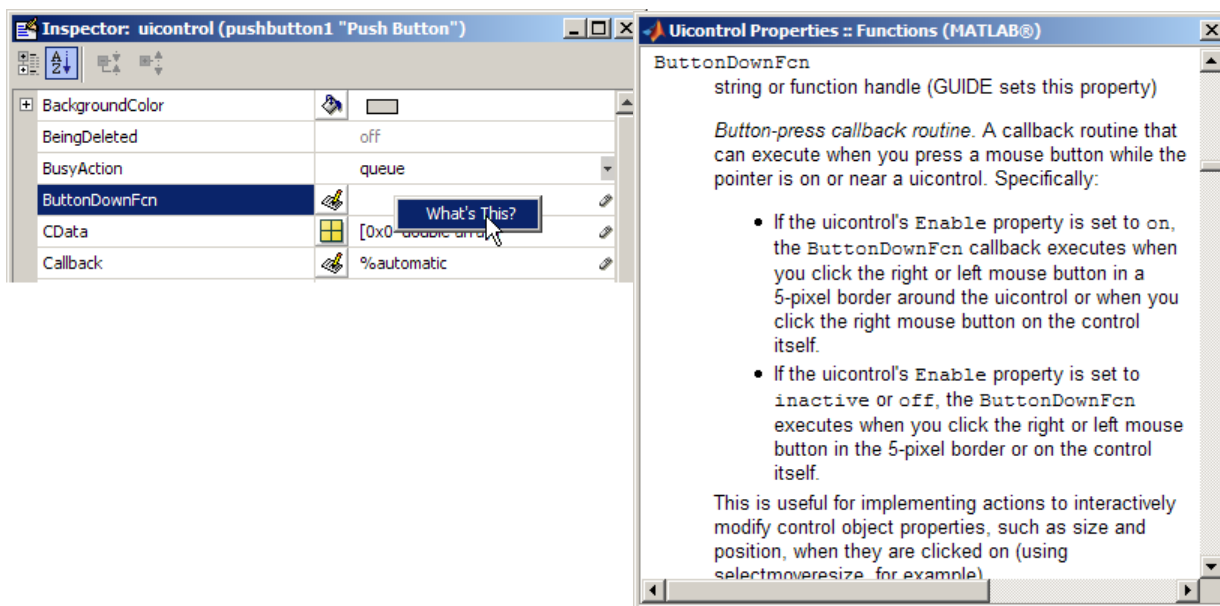 Inspector: uicontrol (pushbutton1 "Push Button")
BackgroundColor
BeingDeleted off
BusyAction queue
ButtonDownFcn
What's This?
CData [0x0 double array]
Callback %automatic
Uicontrol Properties :: Functions (MATLAB®)
ButtonDownFcn
string or function handle (GUIDE sets this property)
Button-press callback routine. A callback routine that
can execute when you press a mouse button while the
pointer is on or near a uicontrol. Specifically:
• If the uicontrol's Enable property is set to on,
the ButtonDownFcn callback executes when
you click the right or left mouse button in a
5-pixel border around the uicontrol or when you
click the right mouse button on the control
itself.
• If the uicontrol's Enable property is set to
inactive or off, the ButtonDownFcn
executes when you click the right or left mouse
button in the 5-pixel border or on the control
itself.
This is useful for implementing actions to interactively
modify control object properties, such as size and
position, when they are clicked on (using
selectmoveresize, for example)